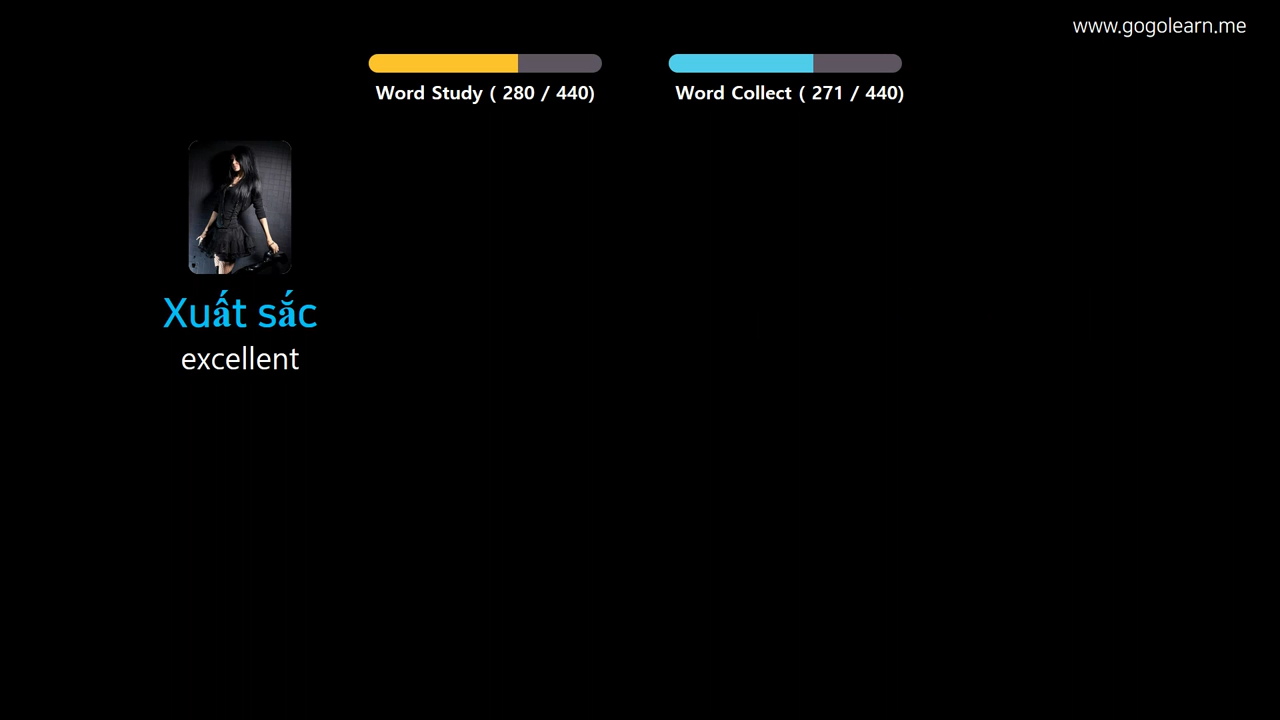 www.gogolearn.me
Word Study ( 280 / 440)
Word Collect ( 271 / 440)
Xuất sắc
excellent